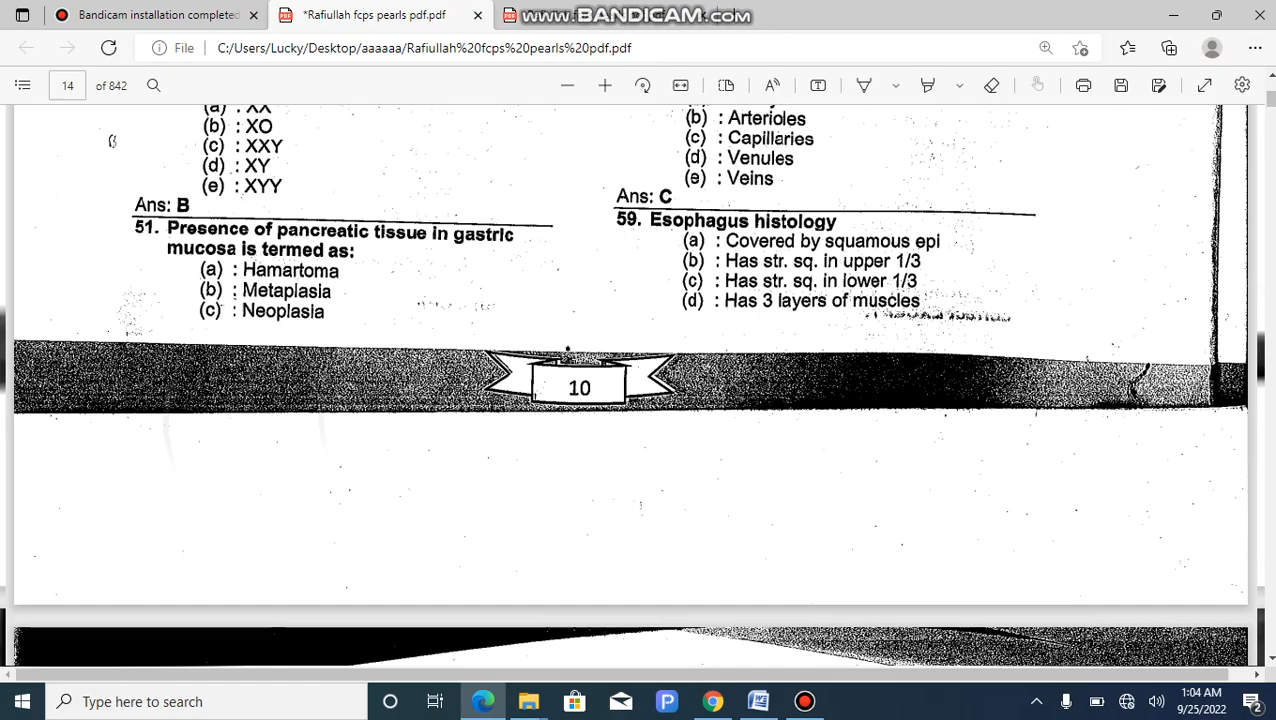 Bandicam installation completed
*Rafiullah fcps pearls pdf.pdf
www.BANDICAM.com
File
C:/Users/Lucky/Desktop/aaaaaa/Rafiullah%20fcps%20pearls%20pdf.pdf
14
of 842
(a) : XX
(b) : XO
(c) : XXY
(d) : XY
(e) : XYY
Ans: B
51. Presence of pancreatic tissue in gastric
mucosa is termed as:
(a) : Hamartoma
(b) : Metaplasia
(c) : Neoplasia
(b) : Arterioles
(c) : Capillaries
(d) : Venules
(e) : Veins
Ans: C
59. Esophagus histology
(a) : Covered by squamous epi
(b) : Has str. sq. in upper 1/3
(c) : Has str. sq. in lower 1/3
(d) : Has 3 layers of muscles
10
Type here to search
1:04 AM
9/25/2022
2